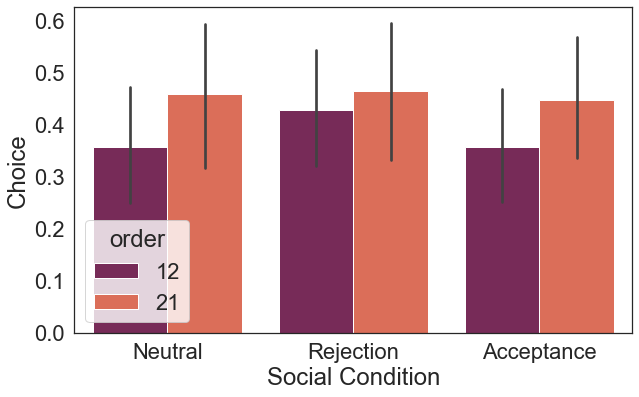 0.6
0.5
0.4
0.3
0.2
0.1
0.0
Choice
order
12
21
Neutral
Rejection
Acceptance
Social Condition